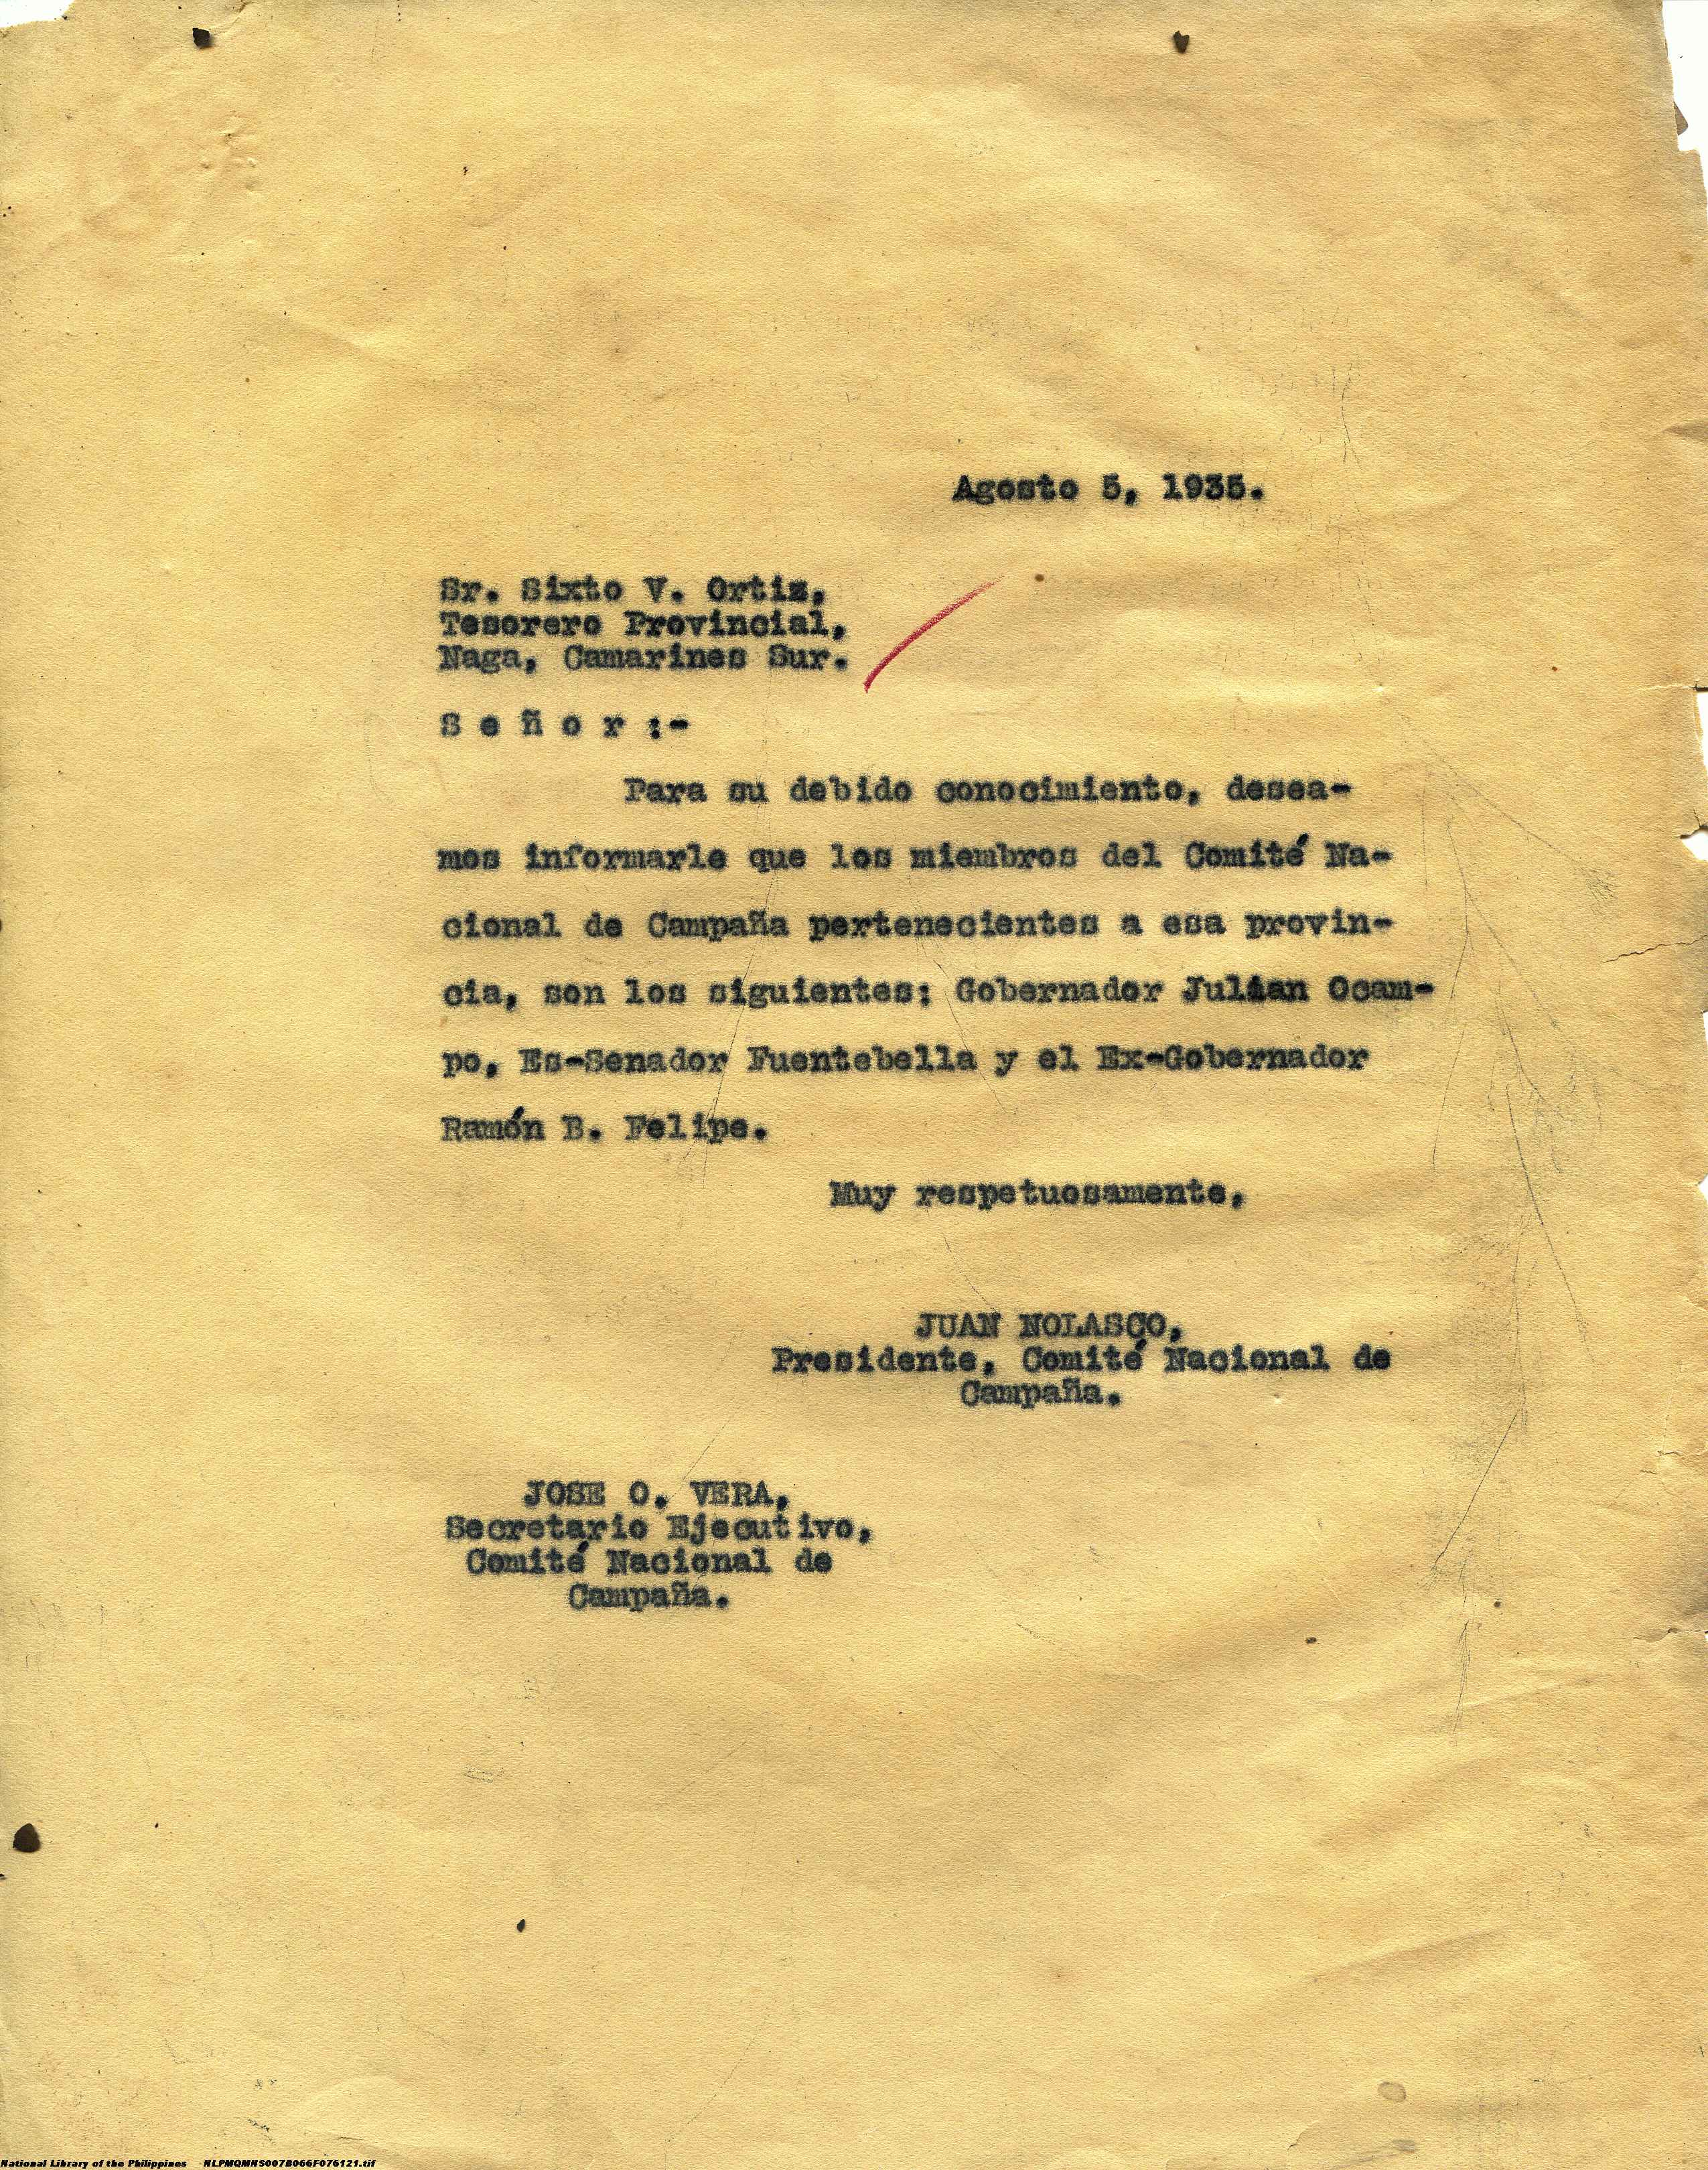 Agosto 5, 1935.
Sr. Sixto V. Ortiz,
Tesorero Provincial,
Naga, Camarines Sur.
S e ñ o r :-
Para su debido conocimiento, desea-
mos informarle que los miembros del Comité Na-
cional de Campaña pertenecientes a esa provin-
cia, son los siguientes: Gobernador Julian Ocam-
po, Es-Senador Fuentebella y el Ex-Gobernador
Ramón B. Felipe.
Muy respetuosamente,
JUAN NOLASCO,
Presidente, Comité Nacional de
Campaña.
JOSE O. VERA,
Secretario Ejecutivo,
Comité Nacional de
Campaña.
National Library of the Philippines NLPMQMNS007B066F076121.tif